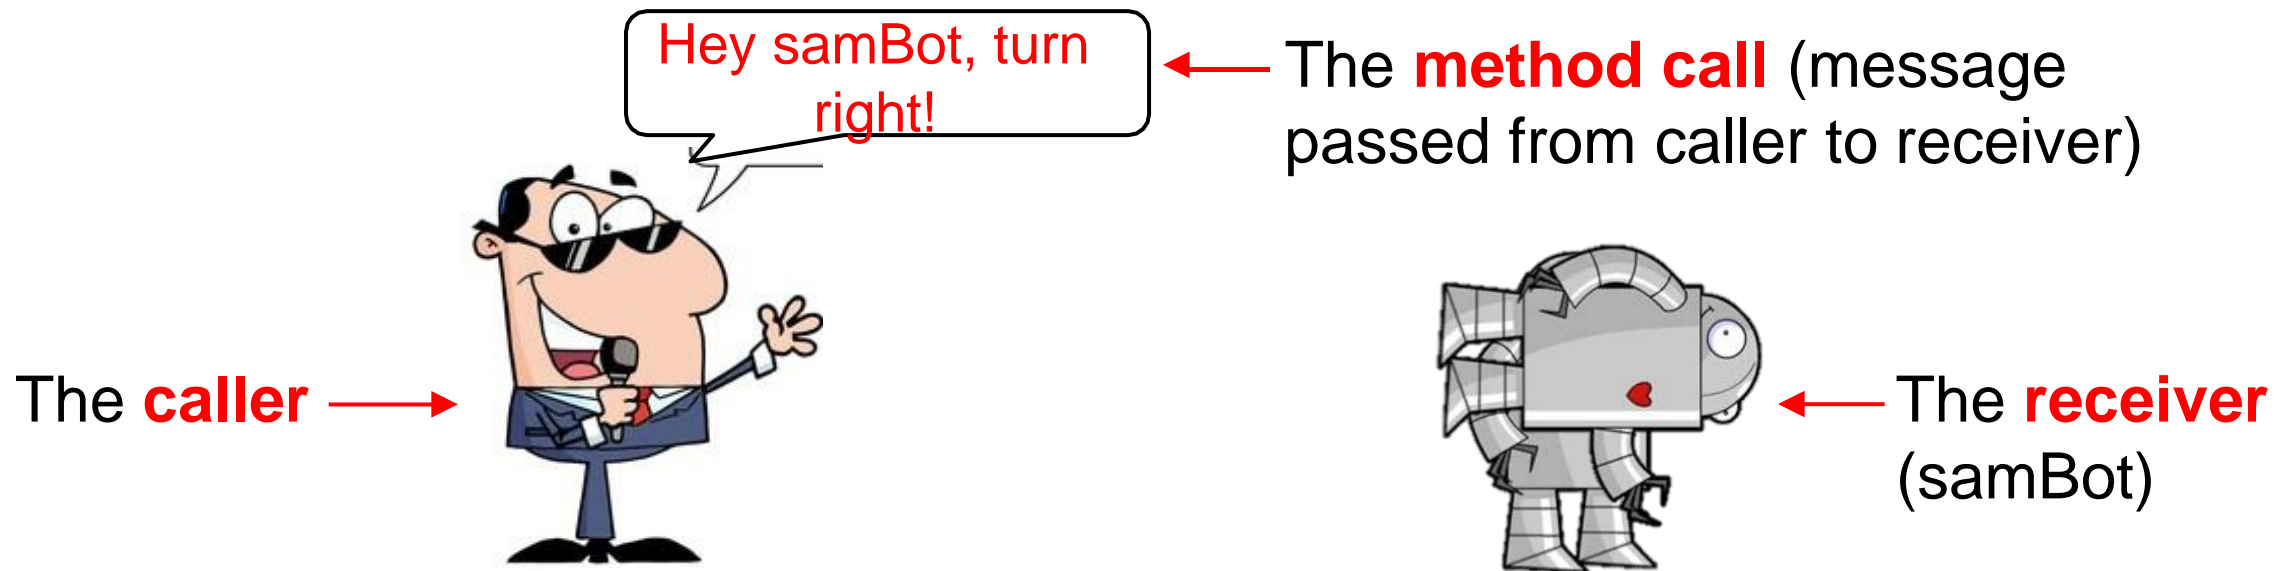 Hey samBot, turn
right!
The method call (message
passed from caller to receiver)
The caller
The receiver
(samBot)